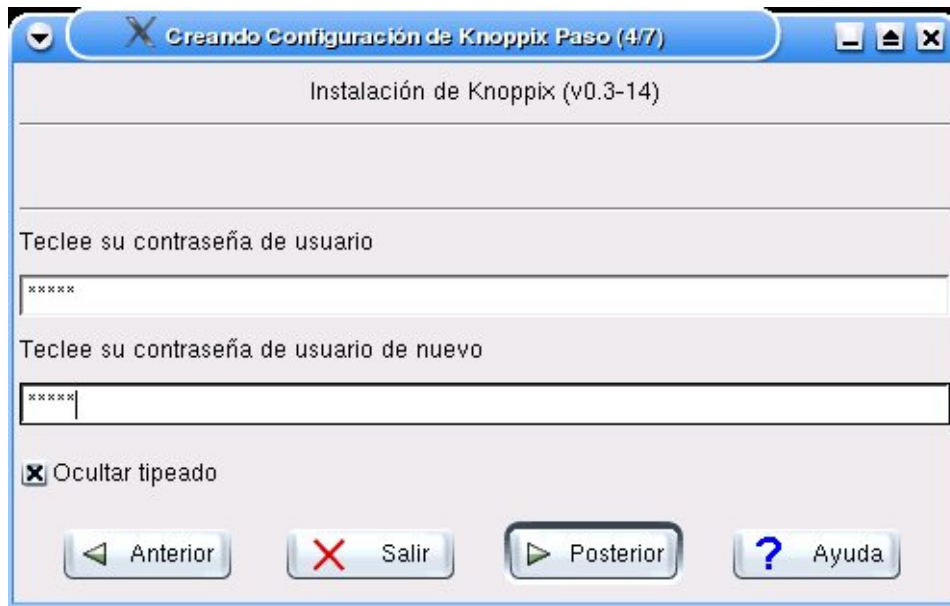 Creando Configuración de Knoppix Paso (4/7)
Instalación de Knoppix (v0.3-14)
Teclee su contraseña de usuario
*****
Teclee su contraseña de usuario de nuevo
*****
Ocultar tipeado
Anterior Salir Posterior ? Ayuda